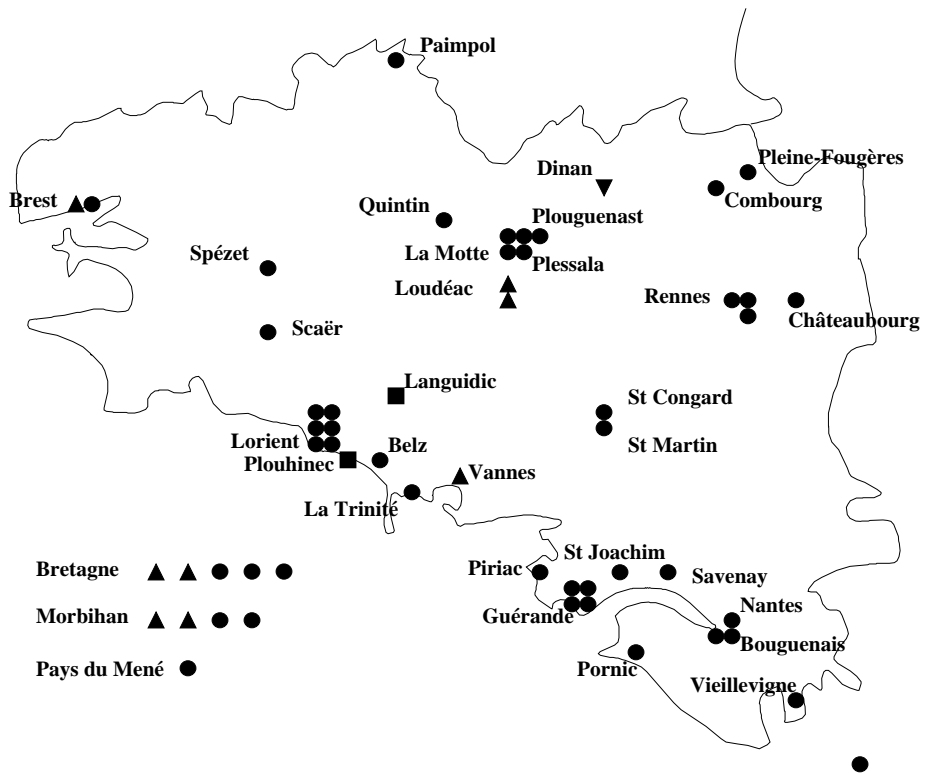 Paimpol
Pleine-Fougères
Dinan
Combourg
Brest
Quintin
Plouguenast
Spézet
La Motte
Plessala
Loudéac
Rennes
Châteaubourg
Scaër
Languidic
St Congard
Lorient
Belz
St Martin
Plouhinec
Vannes
La Trinité
St Joachim
Bretagne
Piriac
Savenay
Morbihan
Guérande
Nantes
Bouguenais
Pays du Mené
Pornic
Vieillevigne